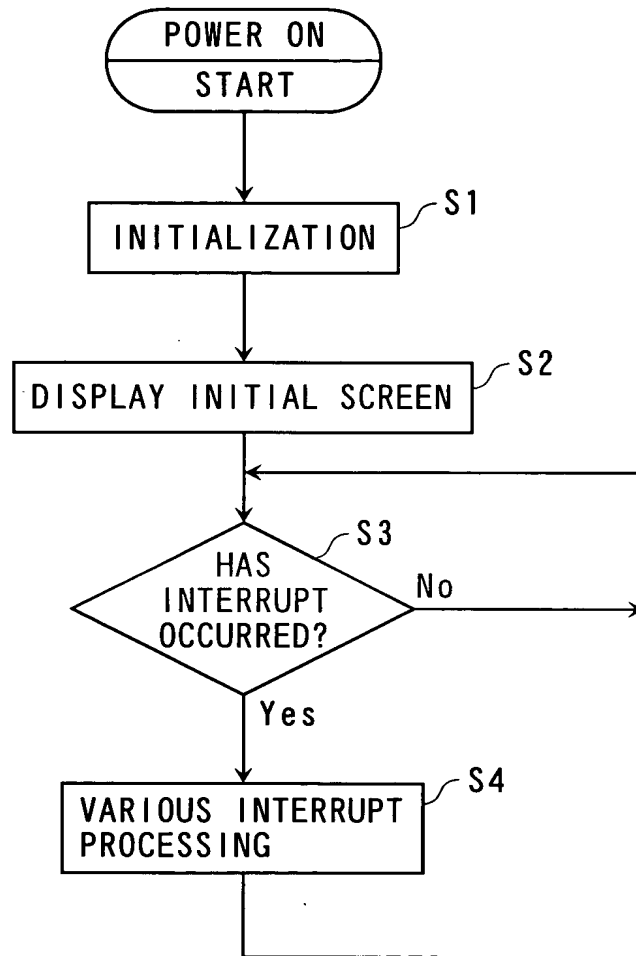 POWER ON
START
S1
INITIALIZATION
S2
DISPLAY INITIAL SCREEN
S3
HAS
INTERRUPT
OCCURRED?
No
Yes
S4
VARIOUS INTERRUPT
PROCESSING